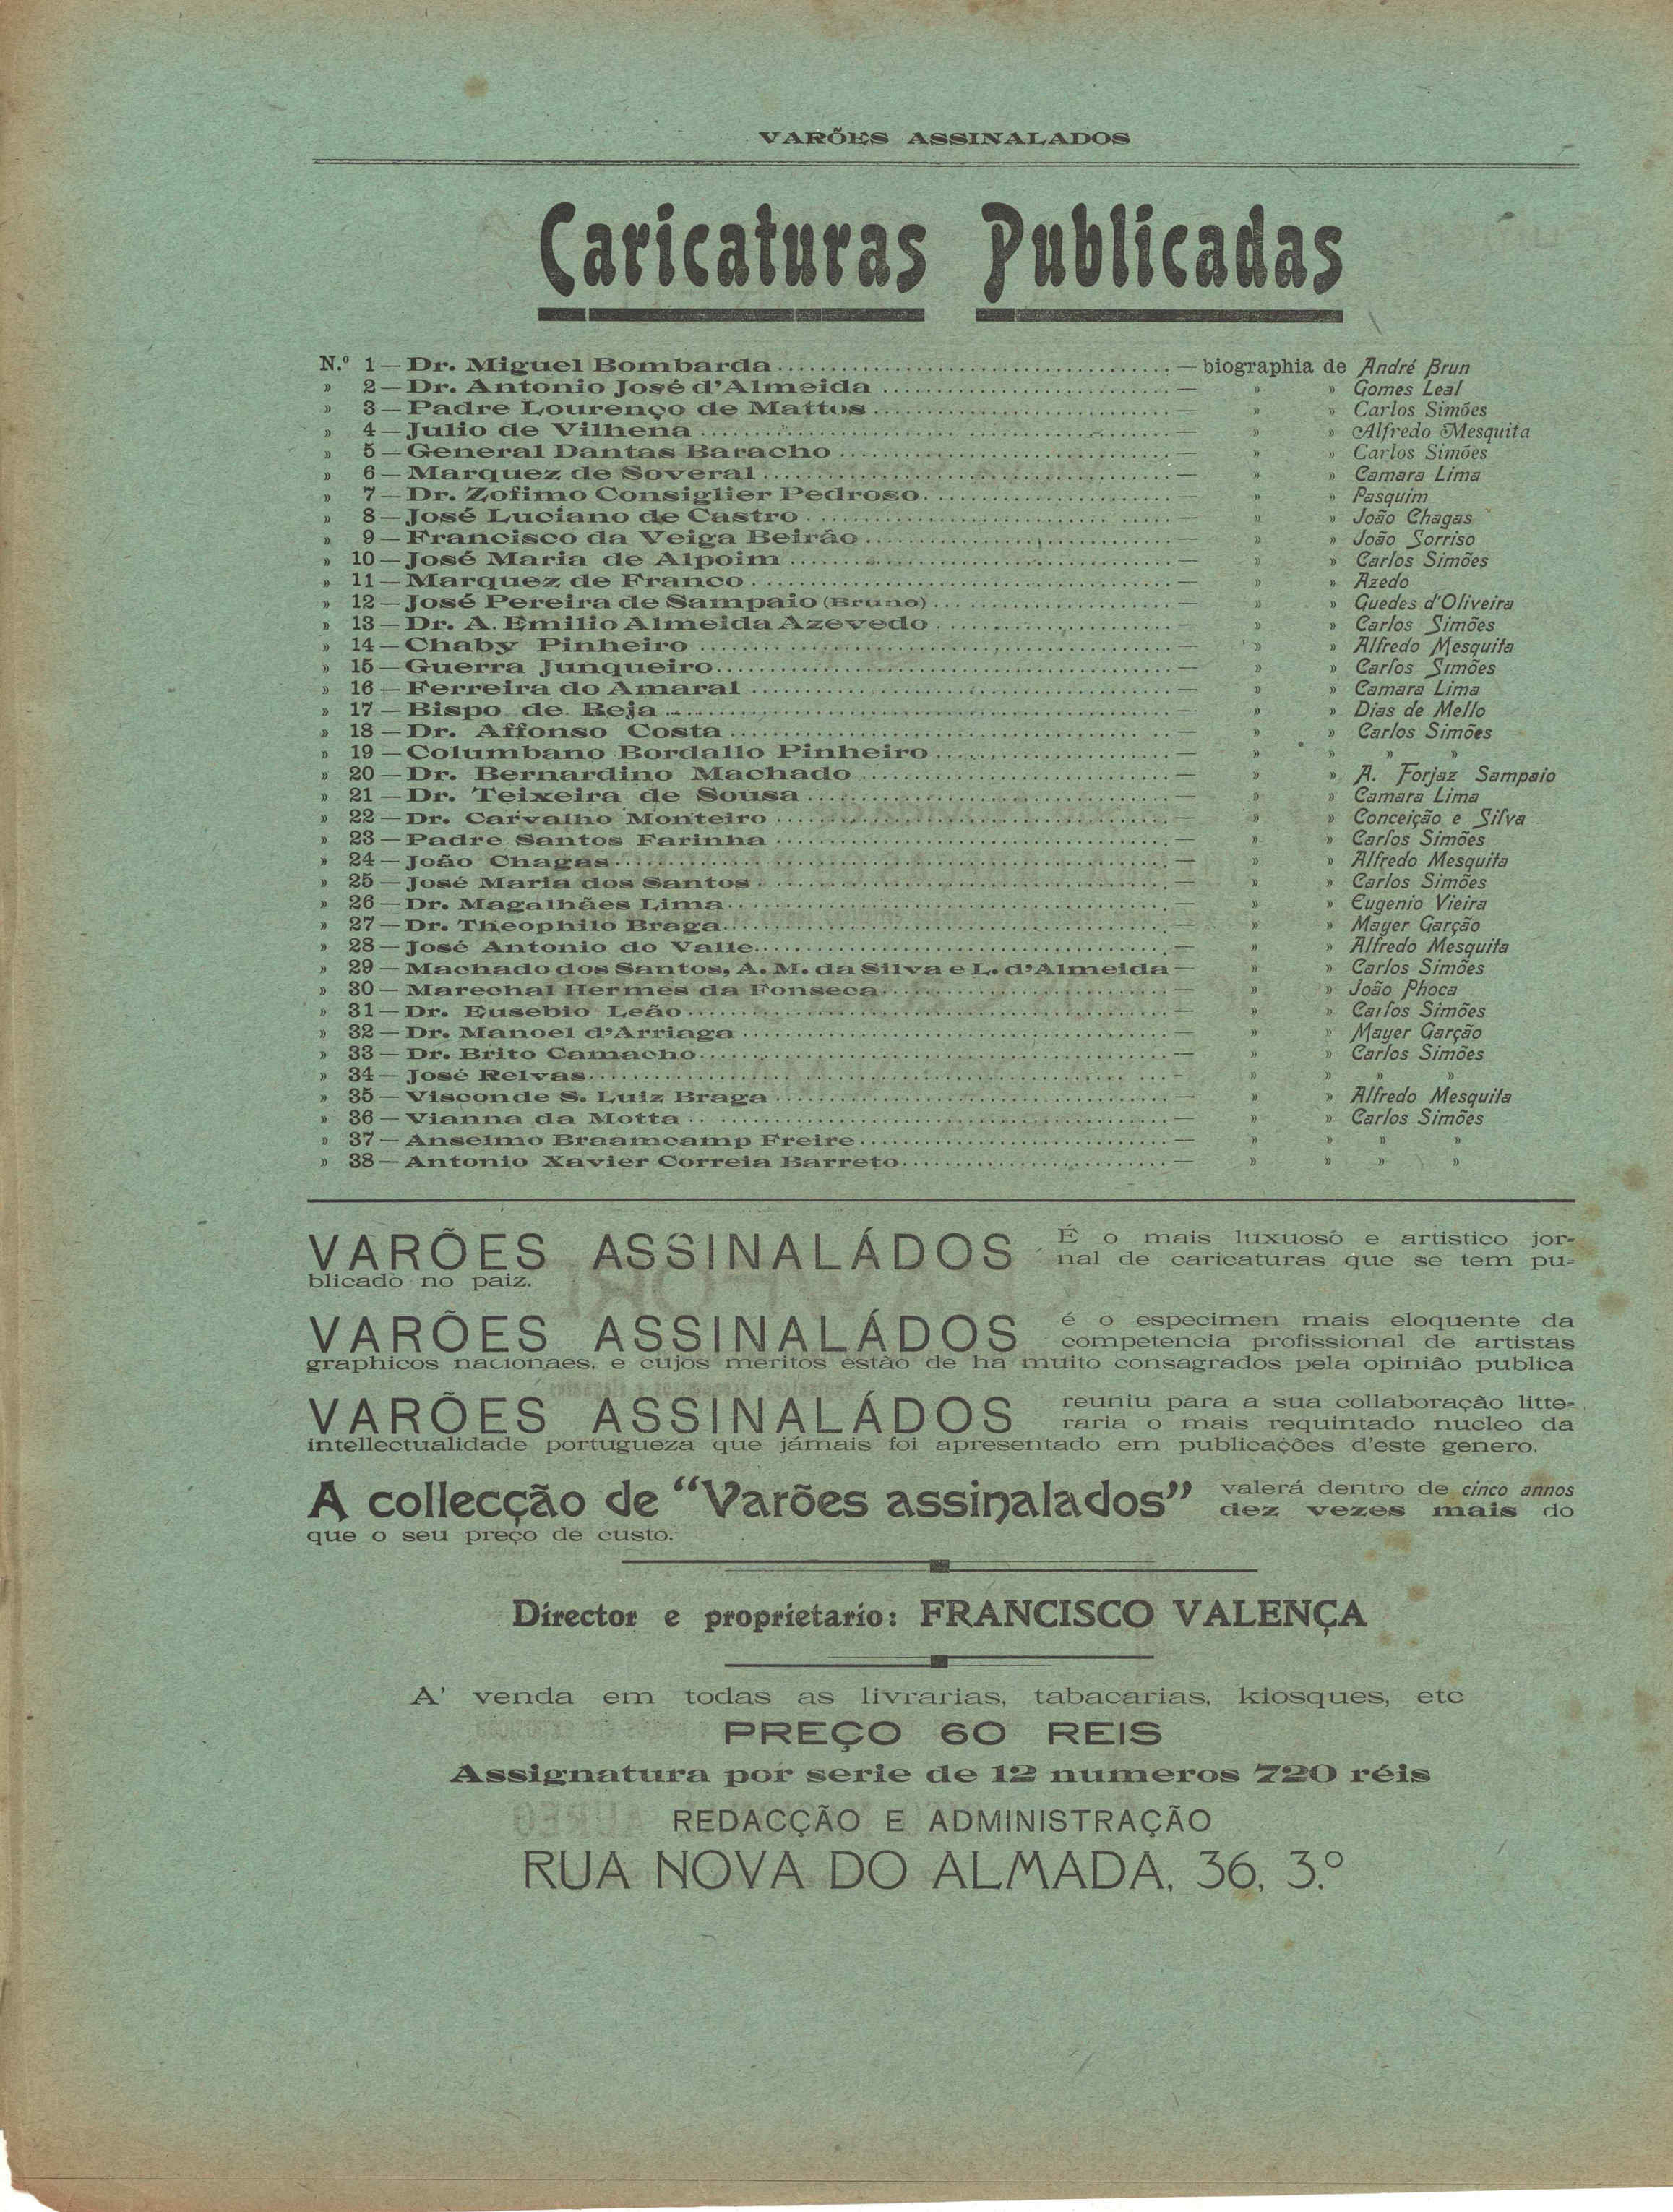 VARÕES ASSINALADOS
Caricaturas Publicadas
N.º 1 — Dr. Miguel Bombarda — biographia de André Brun
» 2 — Dr. Antonio José d'Almeida — » » Gomes Leal
» 3 — Padre Lourenço de Mattos — » » Carlos Simões
» 4 — Julio de Vilhena — » » Alfredo Mesquita
» 5 — General Dantas Baracho — » » Carlos Simões
» 6 — Marquez de Soveral — » » Camara Lima
» 7 — Dr. Zofimo Consiglier Pedroso — » » Pasquim
» 8 — José Luciano de Castro — » » João Chagas
» 9 — Francisco da Veiga Beirão — » » João Sorriso
» 10 — José Maria de Alpoim — » » Carlos Simões
» 11 — Marquez de Franco — » » Azedo
» 12 — José Pereira de Sampaio (Bruno) — » » Guedes d'Oliveira
» 13 — Dr. A. Emilio Almeida Azevedo — » » Carlos Simões
» 14 — Chaby Pinheiro — » » Alfredo Mesquita
» 15 — Guerra Junqueiro — » » Carlos Simões
» 16 — Ferreira do Amaral — » » Camara Lima
» 17 — Bispo de Beja — » » Dias de Mello
» 18 — Dr. Affonso Costa — » » Carlos Simões
» 19 — Columbano Bordallo Pinheiro — » » » »
» 20 — Dr. Bernardino Machado — » » A. Forjaz Sampaio
» 21 — Dr. Teixeira de Sousa — » » Camara Lima
» 22 — Dr. Carvalho Monteiro — » » Conceição e Silva
» 23 — Padre Santos Farinha — » » Carlos Simões
» 24 — João Chagas — » » Alfredo Mesquita
» 25 — José Maria dos Santos — » » Carlos Simões
» 26 — Dr. Magalhães Lima — » » Eugenio Vieira
» 27 — Dr. Theophilo Braga — » » Mayer Garção
» 28 — José Antonio do Valle — » » Alfredo Mesquita
» 29 — Machado dos Santos, A. M. da Silva e L. d'Almeida — » » Carlos Simões
» 30 — Marechal Hermes da Fonseca — » » João Phoca
» 31 — Dr. Eusebio Leão — » » Carlos Simões
» 32 — Dr. Manoel d'Arriaga — » » Mayer Garção
» 33 — Dr. Brito Camacho — » » Carlos Simões
» 34 — José Relvas — » » » »
» 35 — Visconde S. Luiz Braga — » » Alfredo Mesquita
» 36 — Vianna da Motta — » » Carlos Simões
» 37 — Anselmo Braamcamp Freire — » » » »
» 38 — Antonio Xavier Correia Barreto — » » » »
VARÕES ASSINALÁDOS É o mais luxuoso e artistico jor-
nal de caricaturas que se tem pu-
blicado no paiz.
VARÕES ASSINALÁDOS é o especimen mais eloquente da
competencia profissional de artistas
graphicos nacionaes, e cujos meritos estão de ha muito consagrados pela opinião publica
VARÕES ASSINALÁDOS reuniu para a sua collaboração litte-
raria o mais requintado nucleo da
intellectualidade portugueza que jámais foi apresentado em publicações d'este genero.
A collecção de "Varões assinalados" valerá dentro de cinco annos
dez vezes mais do
que o seu preço de custo.
Director e proprietario: FRANCISCO VALENÇA
A' venda em todas as livrarias, tabacarias, kiosques, etc
PREÇO 60 REIS
Assignatura por serie de 12 numeros 720 réis
REDACÇÃO E ADMINISTRAÇÃO
RUA NOVA DO ALMADA, 36, 3.º